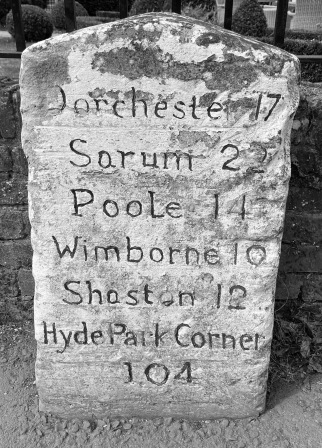 Dorchester 17
Sarum 22
Poole 14
Wimborne 10
Shaston 12
Hyde Park Corner
104